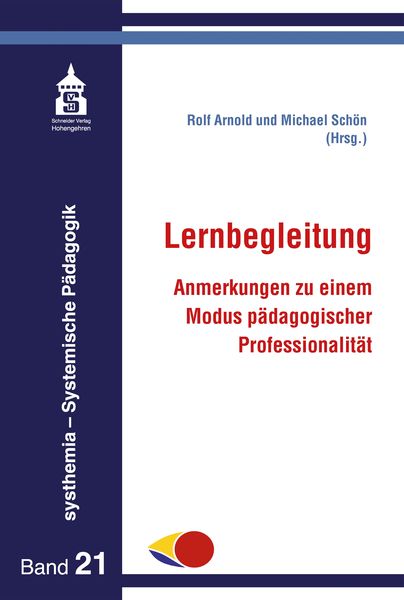 V
H
Schneider Verlag
Hohengehren
Rolf Arnold und Michael Schön
(Hrsg.)
Lernbegleitung
Anmerkungen zu einem
Modus pädagogischer
Professionalität
systhemia – Systemische Pädagogik
Band 21